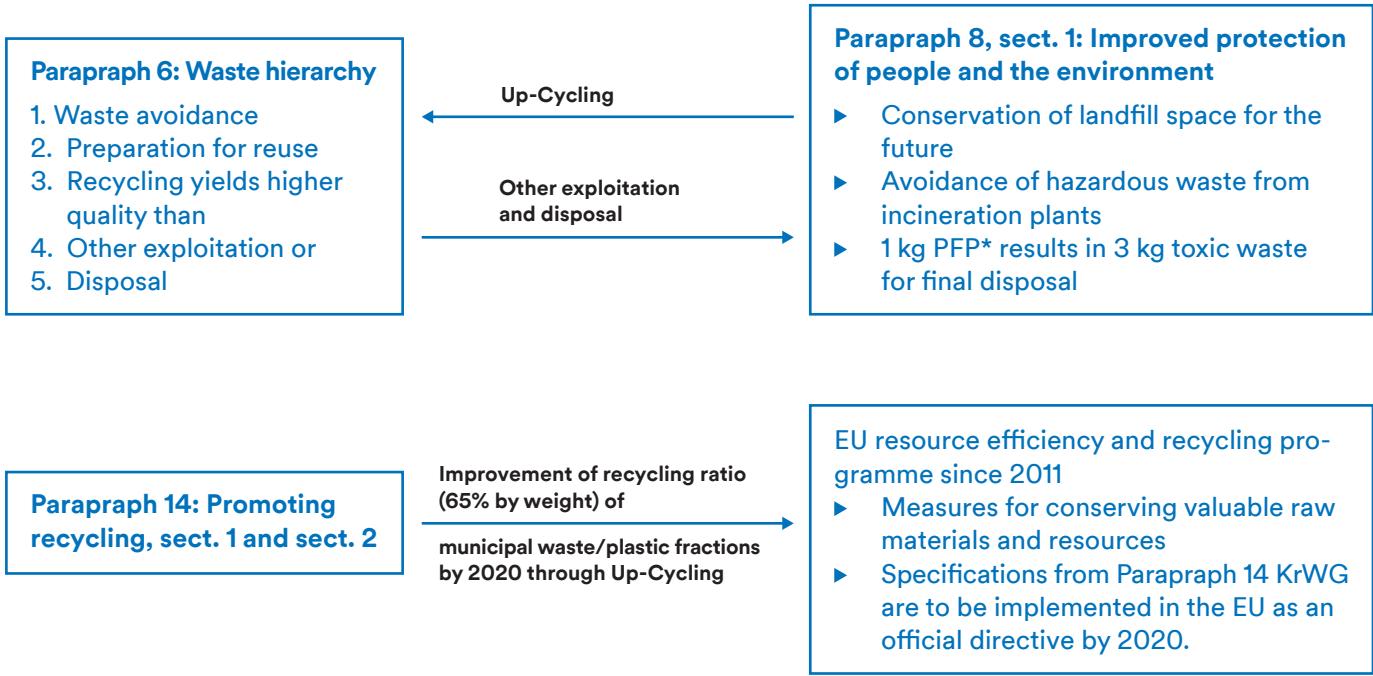 Parapraph 6: Waste hierarchy
1. Waste avoidance
2. Preparation for reuse
3. Recycling yields higher
quality than
4. Other exploitation or
5. Disposal
Up-Cycling
Other exploitation
and disposal
Parapraph 8, sect. 1: Improved protection
of people and the environment
▶ Conservation of landfill space for the
future
▶ Avoidance of hazardous waste from
incineration plants
▶ 1 kg PFP* results in 3 kg toxic waste
for final disposal
Parapraph 14: Promoting
recycling, sect. 1 and sect. 2
Improvement of recycling ratio
(65% by weight) of
municipal waste/plastic fractions
by 2020 through Up-Cycling
EU resource efficiency and recycling pro-
gramme since 2011
▶ Measures for conserving valuable raw
materials and resources
▶ Specifications from Parapraph 14 KrWG
are to be implemented in the EU as an
official directive by 2020.